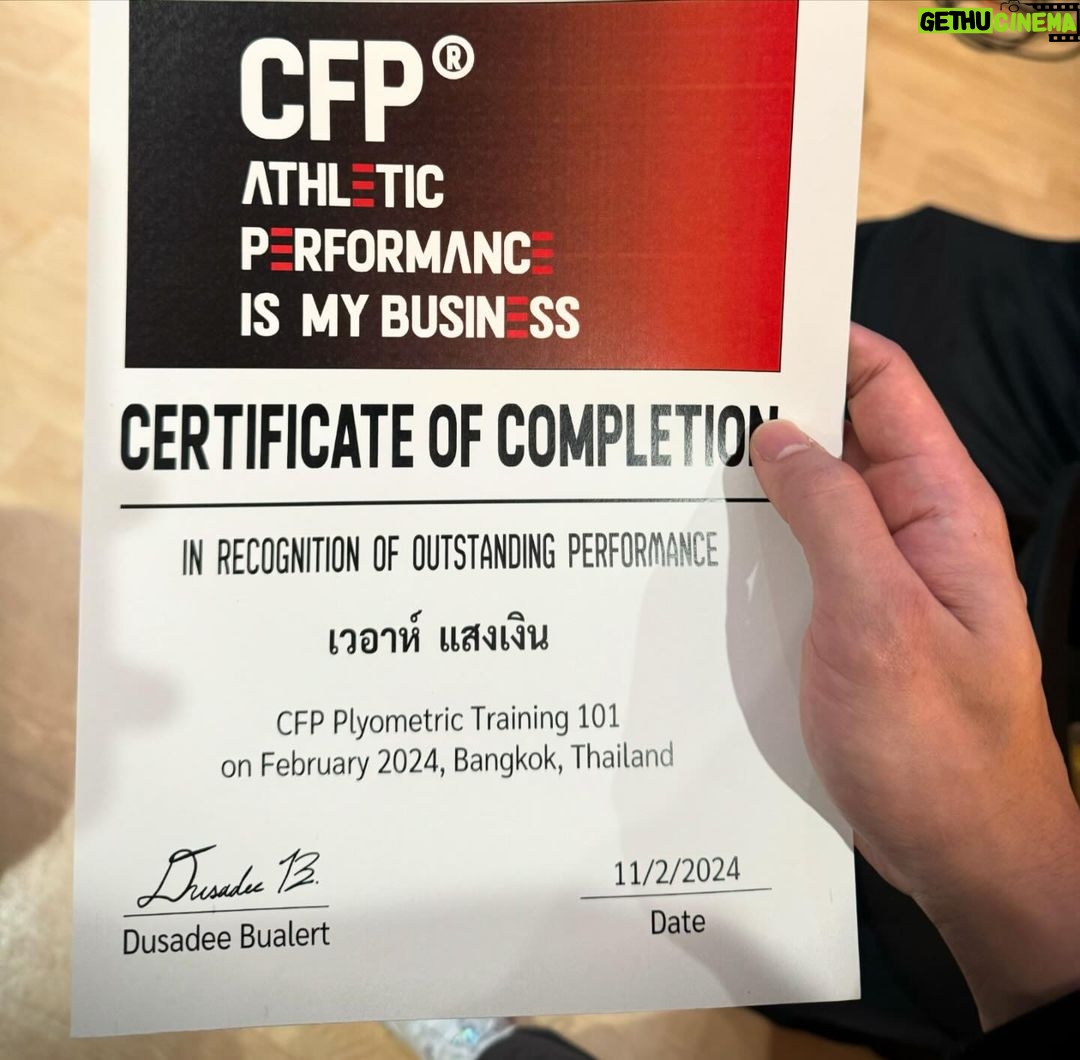 GETHUCINEMA
CFP®
ATHLETIC
PERFORMANCE
IS MY BUSINESS
CERTIFICATE OF COMPLETION
IN RECOGNITION OF OUTSTANDING PERFORMANCE
เวอาห์ แสงเงิน
CFP Plyometric Training 101
on February 2024, Bangkok, Thailand
Dusadee B.
11/2/2024
Dusadee Bualert
Date